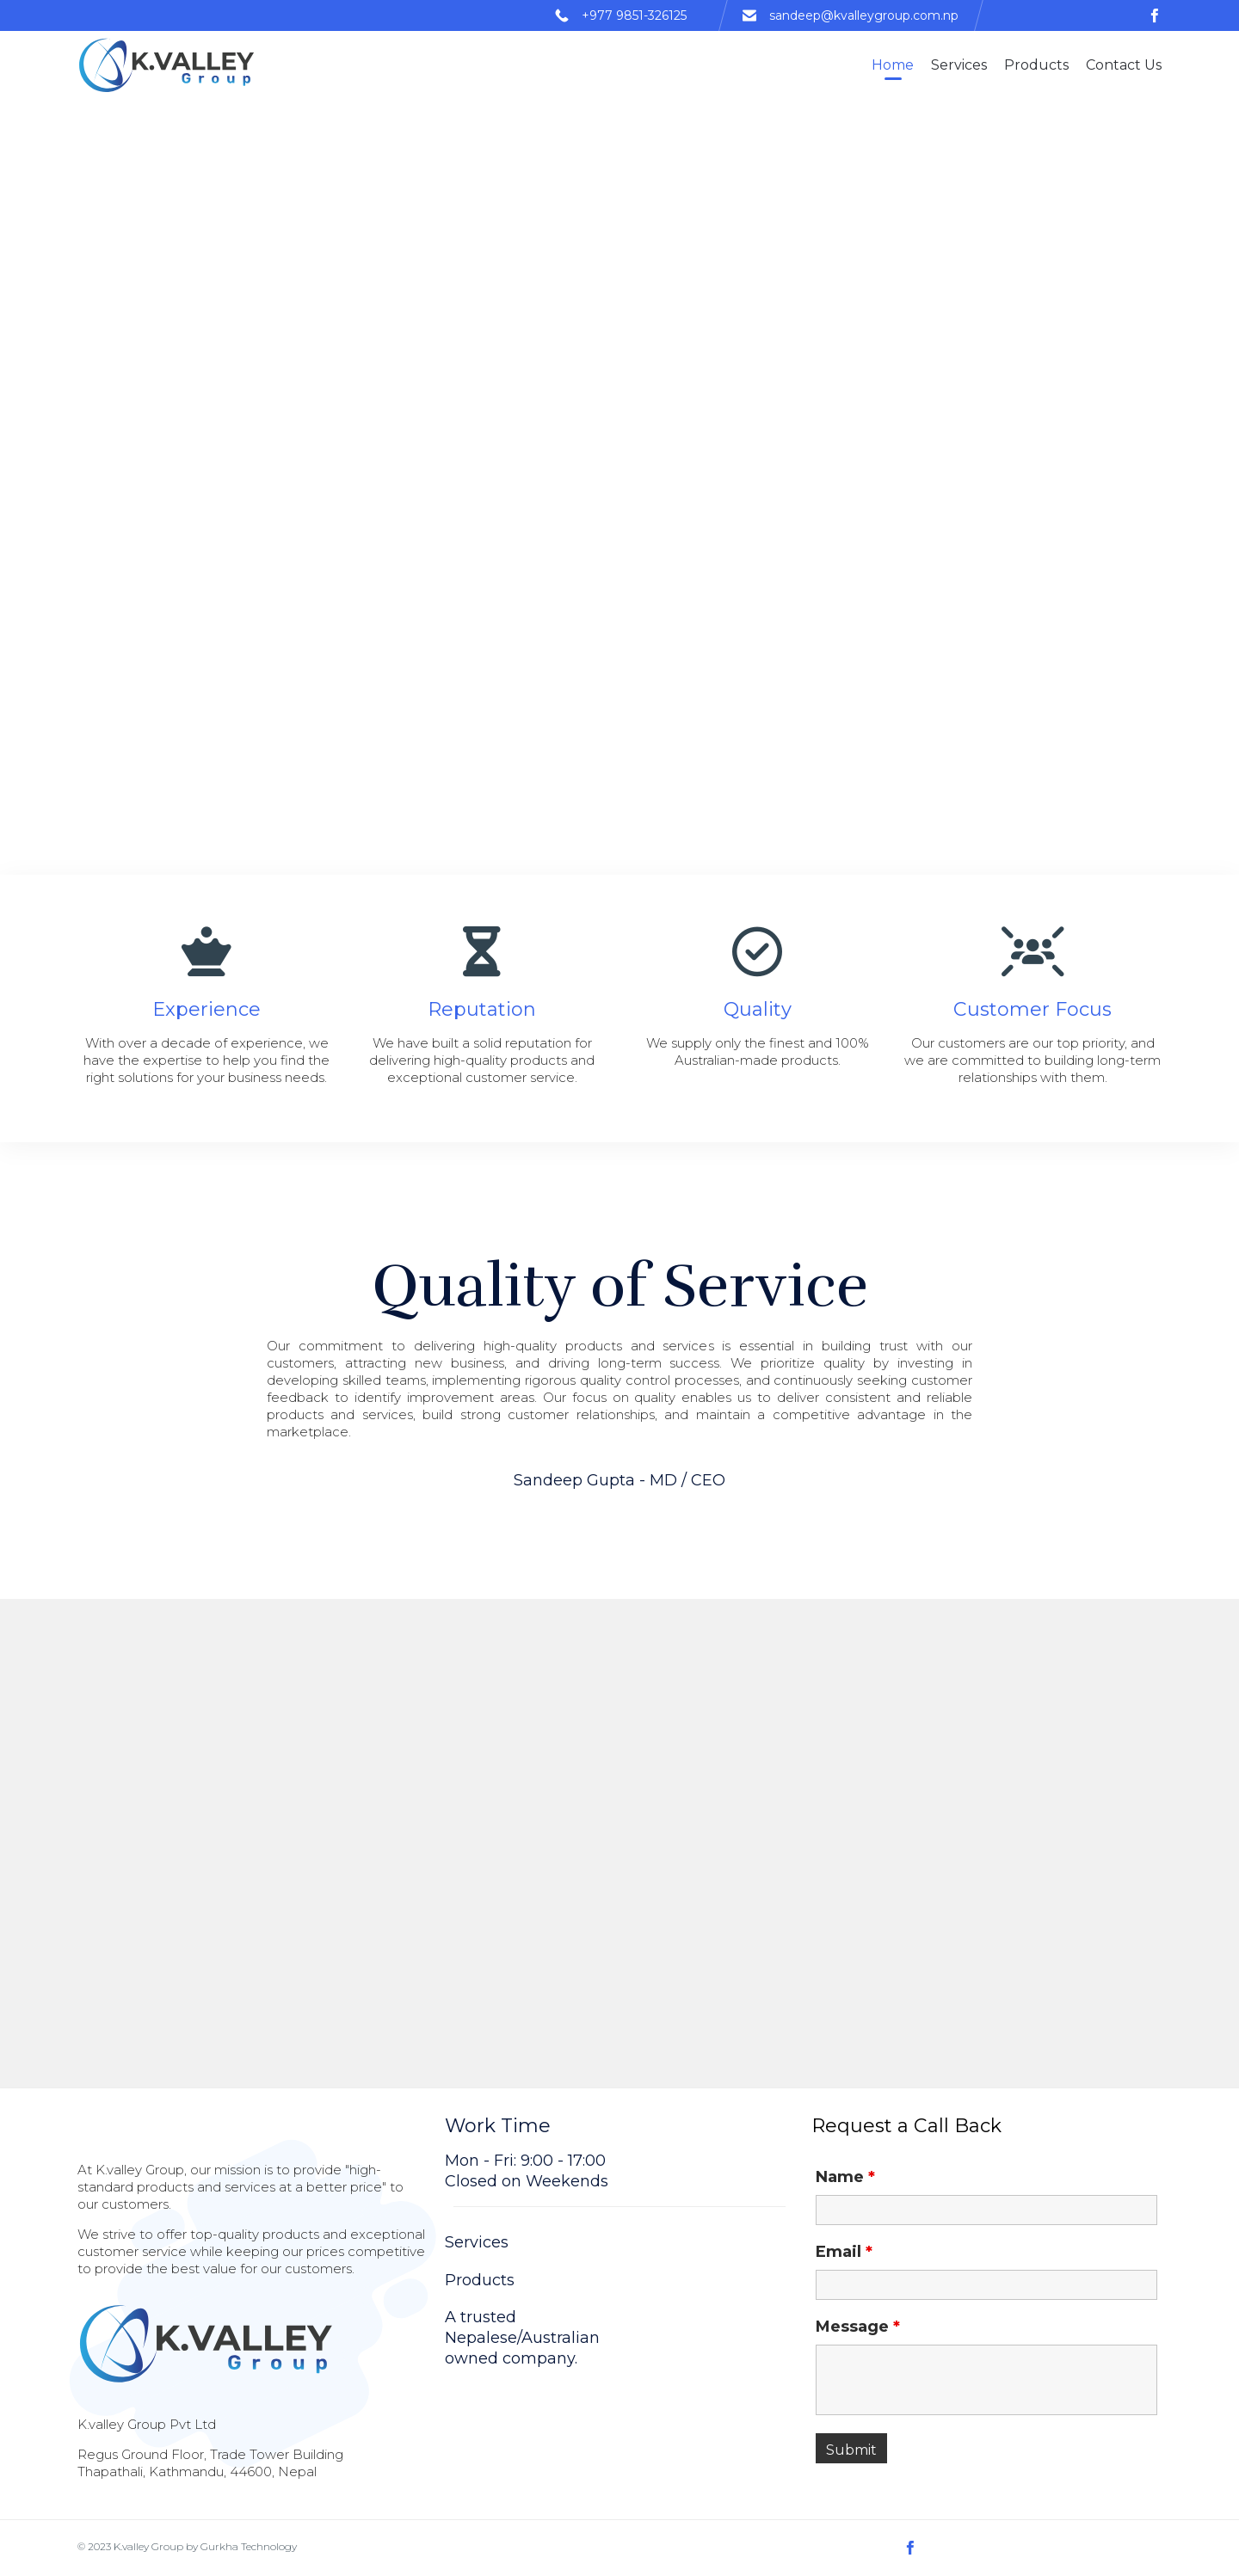 +977 9851-326125
sandeep@kvalleygroup.com.np
K.VALLEY
Group
Home
Services
Products
Contact Us
Experience
With over a decade of experience, we
have the expertise to help you find the
right solutions for your business needs.
Reputation
We have built a solid reputation for
delivering high-quality products and
exceptional customer service.
Quality
We supply only the finest and 100%
Australian-made products.
Customer Focus
Our customers are our top priority, and
we are committed to building long-term
relationships with them.
Quality of Service
Our commitment to delivering high-quality products and services is essential in building trust with our
customers, attracting new business, and driving long-term success. We prioritize quality by investing in
developing skilled teams, implementing rigorous quality control processes, and continuously seeking customer
feedback to identify improvement areas. Our focus on quality enables us to deliver consistent and reliable
products and services, build strong customer relationships, and maintain a competitive advantage in the
marketplace.
Sandeep Gupta - MD / CEO
At K.valley Group, our mission is to provide "high-
standard products and services at a better price" to
our customers.
We strive to offer top-quality products and exceptional
customer service while keeping our prices competitive
to provide the best value for our customers.
K.VALLEY
Group
K.valley Group Pvt Ltd
Regus Ground Floor, Trade Tower Building
Thapathali, Kathmandu, 44600, Nepal
Work Time
Mon - Fri: 9:00 - 17:00
Closed on Weekends
Services
Products
A trusted
Nepalese/Australian
owned company.
Request a Call Back
Name *
Email *
Message *
Submit
© 2023 K.valley Group by Gurkha Technology